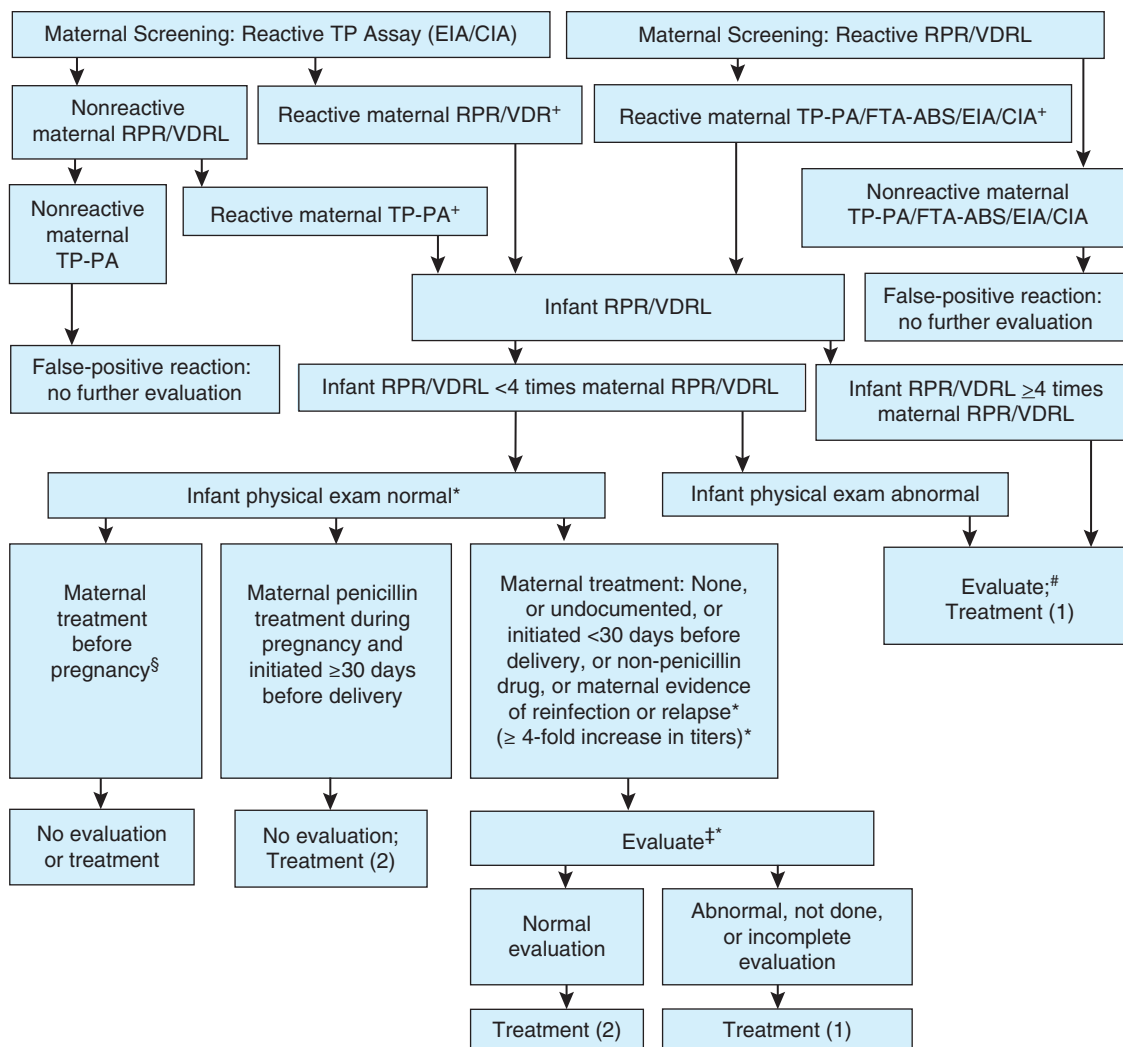 Maternal Screening: Reactive TP Assay (EIA/CIA)
Maternal Screening: Reactive RPR/VDRL
Nonreactive
maternal RPR/VDRL
Reactive maternal RPR/VDR+
Reactive maternal TP-PA/FTA-ABS/EIA/CIA+
Nonreactive
maternal
TP-PA
Reactive maternal TP-PA+
Nonreactive maternal
TP-PA/FTA-ABS/EIA/CIA
Infant RPR/VDRL
False-positive reaction:
no further evaluation
False-positive reaction:
no further evaluation
Infant RPR/VDRL <4 times maternal RPR/VDRL
Infant RPR/VDRL ≥4 times
maternal RPR/VDRL
Infant physical exam normal*
Infant physical exam abnormal
Maternal
treatment
before
pregnancy§
Maternal penicillin
treatment during
pregnancy and
initiated ≥30 days
before delivery
Maternal treatment: None,
or undocumented, or
initiated <30 days before
delivery, or non-penicillin
drug, or maternal evidence
of reinfection or relapse*
(≥ 4-fold increase in titers)*
Evaluate;#
Treatment (1)
No evaluation
or treatment
No evaluation;
Treatment (2)
Evaluate‡*
Normal
evaluation
Abnormal, not done,
or incomplete
evaluation
Treatment (2)
Treatment (1)